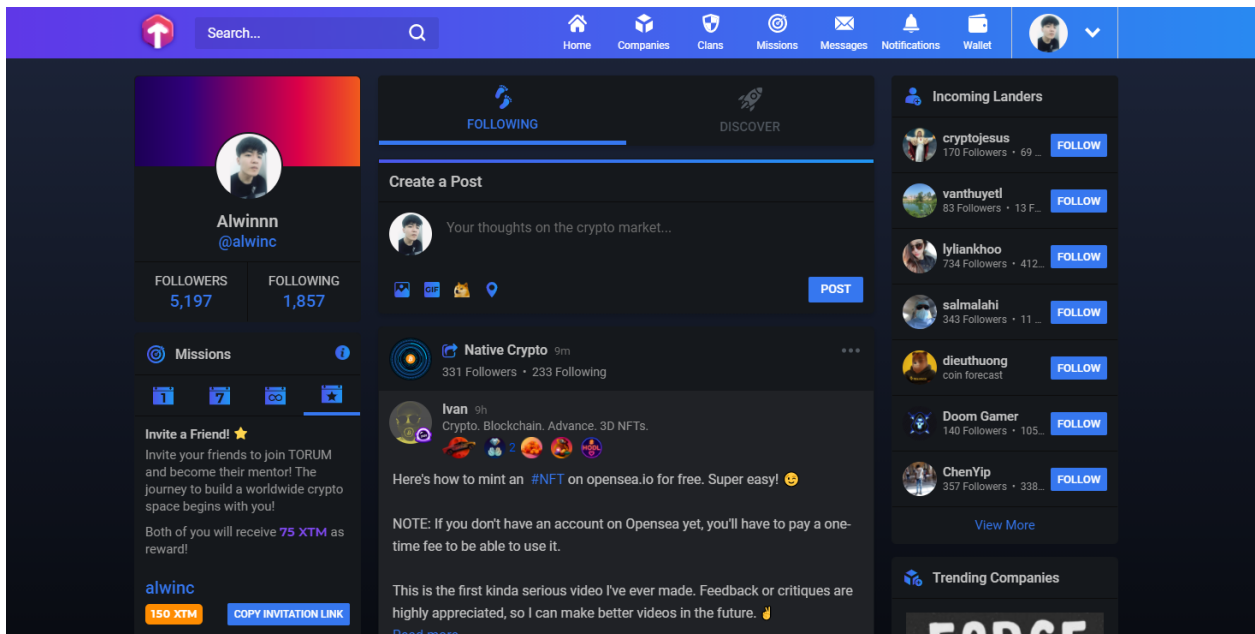 Search...
Home
Companies
Clans
Missions
Messages
Notifications
Wallet
Alwinnn
@alwinc
FOLLOWERS
5,197
FOLLOWING
1,857
Missions
1
7
Invite a Friend!
Invite your friends to join TORUM
and become their mentor! The
journey to build a worldwide crypto
space begins with you!
Both of you will receive 75 XTM as
reward!
alwinc
150 XTM
COPY INVITATION LINK
FOLLOWING
DISCOVER
Create a Post
Your thoughts on the crypto market...
GIF
POST
Native Crypto 9m
331 Followers • 233 Following
Ivan 9h
Crypto. Blockchain. Advance. 3D NFTs.
2
HODL
Here's how to mint an #NFT on opensea.io for free. Super easy! 😉
NOTE: If you don't have an account on Opensea yet, you'll have to pay a one-
time fee to be able to use it.
This is the first kinda serious video I've ever made. Feedback or critiques are
highly appreciated, so I can make better videos in the future. ✌
Read more
Incoming Landers
cryptojesus
170 Followers • 69 ...
FOLLOW
vanthuyetl
83 Followers • 13 F...
FOLLOW
lyliankhoo
734 Followers • 412...
FOLLOW
salmalahi
343 Followers • 11 ...
FOLLOW
dieuthuong
coin forecast
FOLLOW
Doom Gamer
140 Followers • 105...
FOLLOW
ChenYip
357 Followers • 338...
FOLLOW
View More
Trending Companies
FORGE